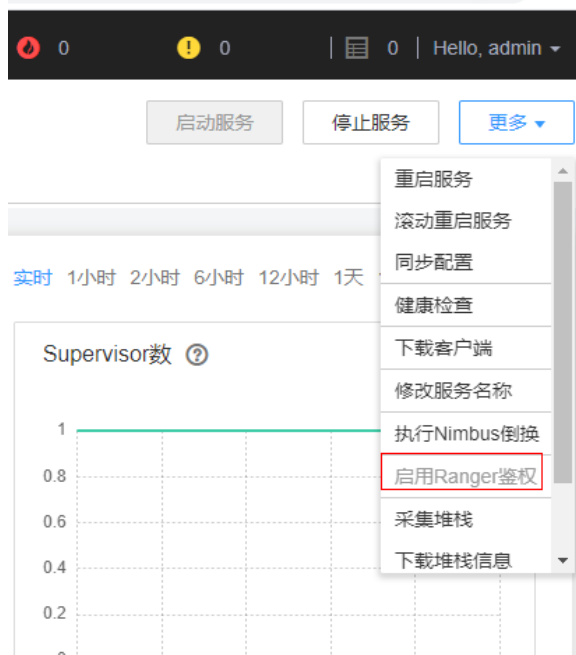 0
0
0
Hello, admin
启动服务
停止服务
更多
重启服务
滚动重启服务
同步配置
健康检查
下载客户端
修改服务名称
执行Nimbus倒换
启用Ranger鉴权
采集堆栈
下载堆栈信息
实时 1小时 2小时 6小时 12小时 1天
Supervisor数
1
0.8
0.6
0.4
0.2